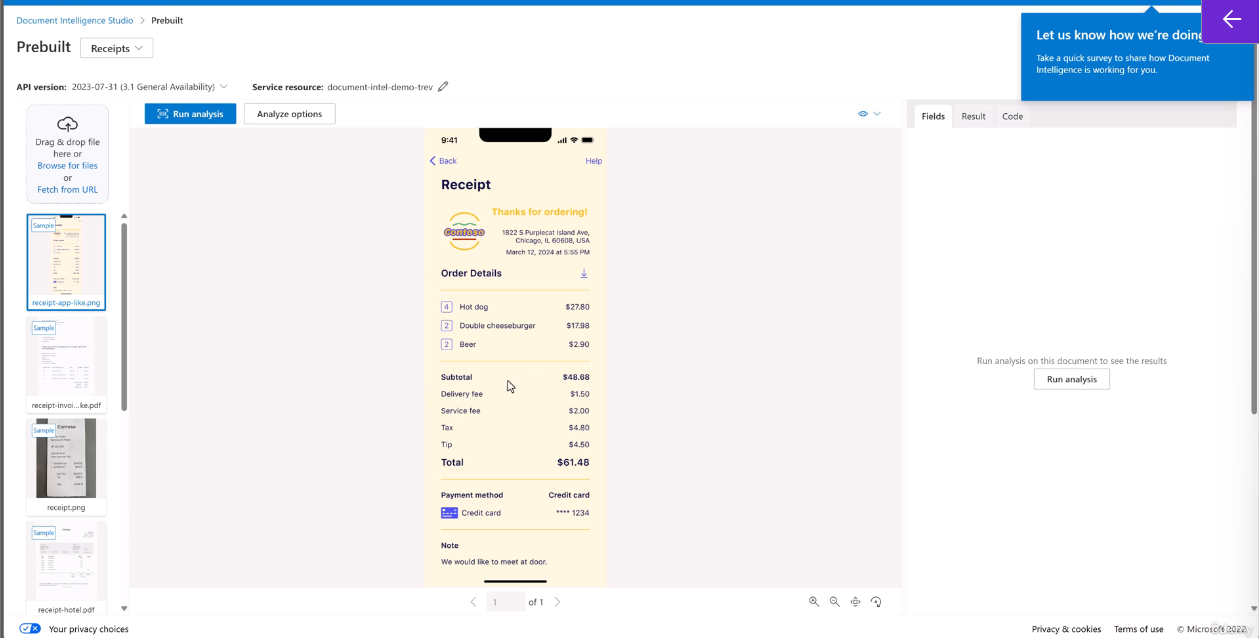 Document Intelligence Studio > Prebuilt
Prebuilt Receipts
Let us know how we're doing
Take a quick survey to share how Document
Intelligence is working for you.
API version: 2023-07-31 (3.1 General Availability) Service resource: document-intel-demo-trev
Drag & drop file
here or
Browse for files
or
Fetch from URL
Run analysis Analyze options
Fields Result Code
Sample
receipt-app-like.png
Sample
receipt-invoi...ke.pdf
Sample
Contoso
receipt.png
Sample
receipt-hotel.pdf
9:41
Back Help
Receipt
Thanks for ordering!
Contoso
1822 S Purplecat Island Ave,
Chicago, IL 60608, USA
March 12, 2024 at 5:55 PM
Order Details
4 Hot dog $27.80
2 Double cheeseburger $17.98
2 Beer $2.90
Subtotal $48.68
Delivery fee $1.50
Service fee $2.00
Tax $4.80
Tip $4.50
Total $61.48
Payment method Credit card
Credit card **** 1234
Note
We would like to meet at door.
1 of 1
Run analysis on this document to see the results
Run analysis
Your privacy choices
Privacy & cookies Terms of use © Microsoft